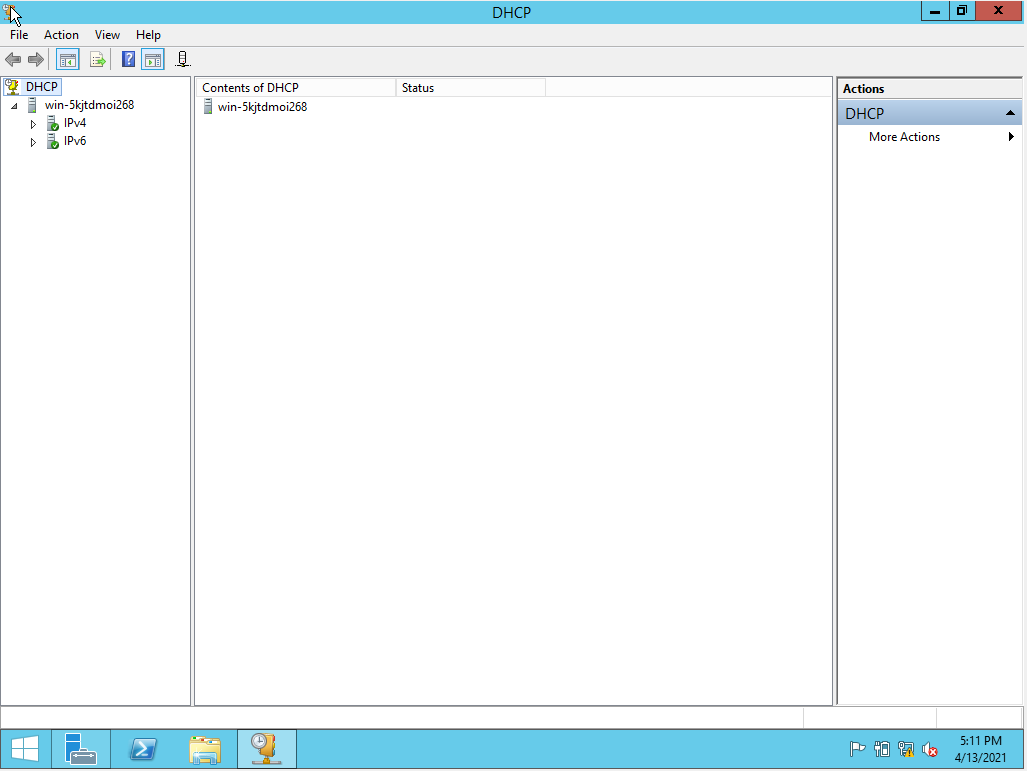 DHCP
File Action View Help
DHCP
win-5kjtdmoi268
IPv4
IPv6
Contents of DHCP Status
win-5kjtdmoi268
Actions
DHCP
More Actions
5:11 PM
4/13/2021